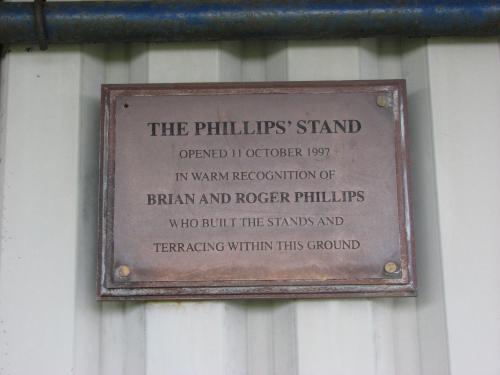 THE PHILLIPS' STAND
OPENED 11 OCTOBER 1997
IN WARM RECOGNITION OF
BRIAN AND ROGER PHILLIPS
WHO BUILT THE STANDS AND
TERRACING WITHIN THIS GROUND